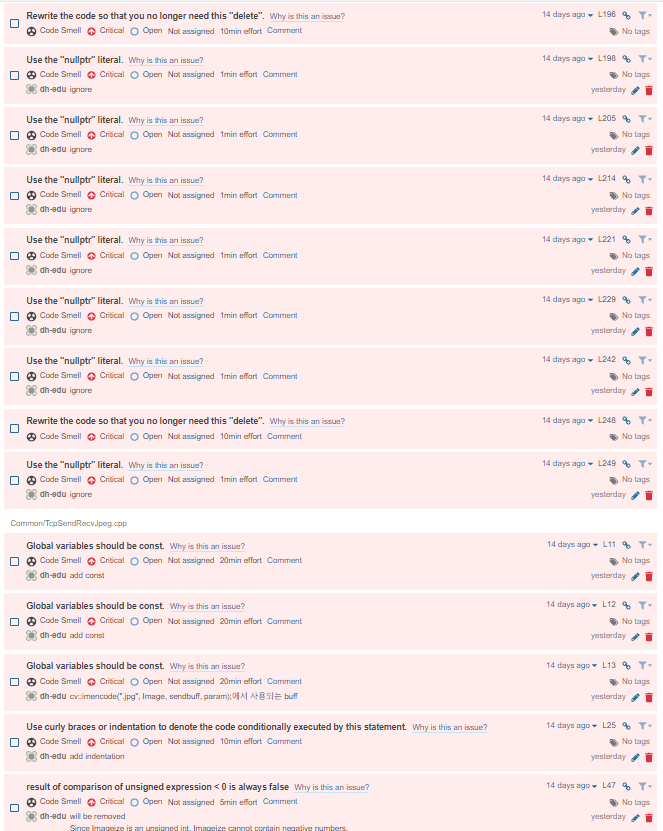 Rewrite the code so that you no longer need this "delete". Why is this an issue? 14 days ago L196
Code Smell Critical Open Not assigned 10min effort Comment No tags
Use the "nullptr" literal. Why is this an issue? 14 days ago L198
Code Smell Critical Open Not assigned 1min effort Comment No tags
dh-edu ignore yesterday
Use the "nullptr" literal. Why is this an issue? 14 days ago L205
Code Smell Critical Open Not assigned 1min effort Comment No tags
dh-edu ignore yesterday
Use the "nullptr" literal. Why is this an issue? 14 days ago L214
Code Smell Critical Open Not assigned 1min effort Comment No tags
dh-edu ignore yesterday
Use the "nullptr" literal. Why is this an issue? 14 days ago L221
Code Smell Critical Open Not assigned 1min effort Comment No tags
dh-edu ignore yesterday
Use the "nullptr" literal. Why is this an issue? 14 days ago L229
Code Smell Critical Open Not assigned 1min effort Comment No tags
dh-edu ignore yesterday
Use the "nullptr" literal. Why is this an issue? 14 days ago L242
Code Smell Critical Open Not assigned 1min effort Comment No tags
dh-edu ignore yesterday
Rewrite the code so that you no longer need this "delete". Why is this an issue? 14 days ago L248
Code Smell Critical Open Not assigned 10min effort Comment No tags
Use the "nullptr" literal. Why is this an issue? 14 days ago L249
Code Smell Critical Open Not assigned 1min effort Comment No tags
dh-edu ignore yesterday
Common/TcpSendRecvJpeg.cpp
Global variables should be const. Why is this an issue? 14 days ago L11
Code Smell Critical Open Not assigned 20min effort Comment No tags
dh-edu add const yesterday
Global variables should be const. Why is this an issue? 14 days ago L12
Code Smell Critical Open Not assigned 20min effort Comment No tags
dh-edu add const yesterday
Global variables should be const. Why is this an issue? 14 days ago L13
Code Smell Critical Open Not assigned 20min effort Comment No tags
dh-edu cv::imencode(".jpg", Image, sendbuff, param);에서 사용되는 buff yesterday
Use curly braces or indentation to denote the code conditionally executed by this statement. Why is this an issue? 14 days ago L25
Code Smell Critical Open Not assigned 10min effort Comment No tags
dh-edu add indentation yesterday
result of comparison of unsigned expression < 0 is always false Why is this an issue? 14 days ago L47
Code Smell Critical Open Not assigned 5min effort Comment No tags
dh-edu will be removed yesterday
Since Imageize is an unsigned int, Imageize cannot contain negative numbers.